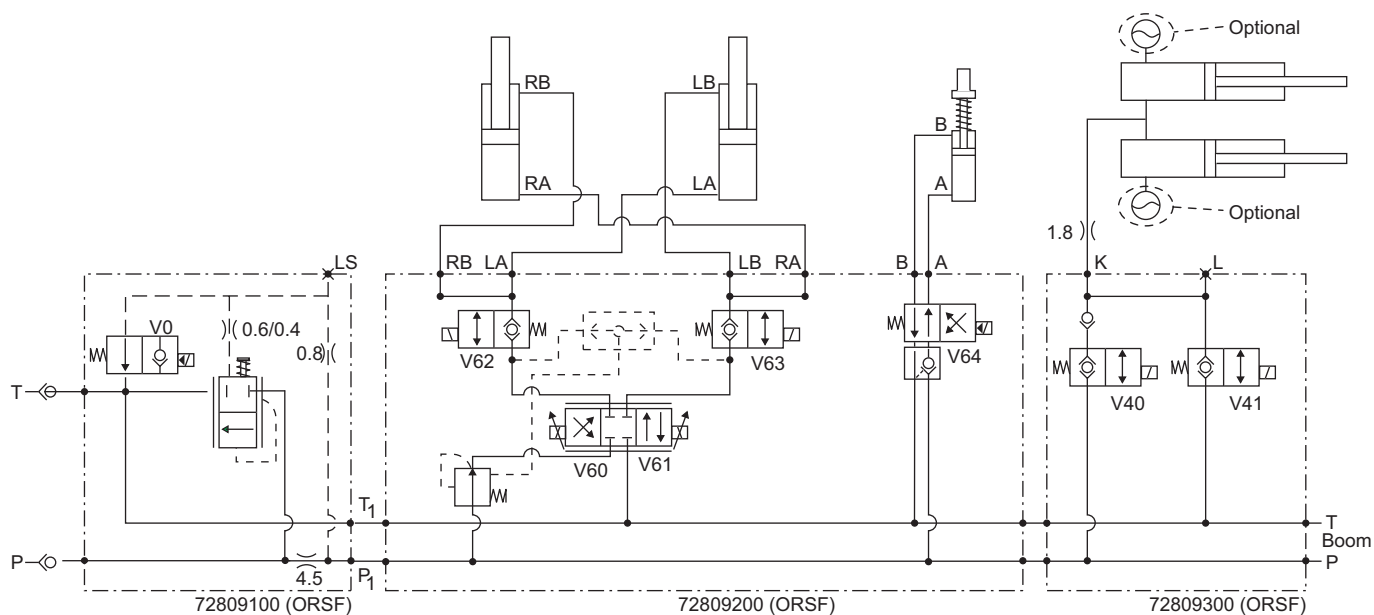 Optional
RB
LB
B
RA
LA
A
Optional
1.8
LS
RB
LA
LB
RA
B
A
K
L
V0
0.6/0.4
0.8
V62
V63
V64
V40
V41
T
V60
V61
T1
T
Boom
P
P1
P
4.5
72809100 (ORSF)
72809200 (ORSF)
72809300 (ORSF)